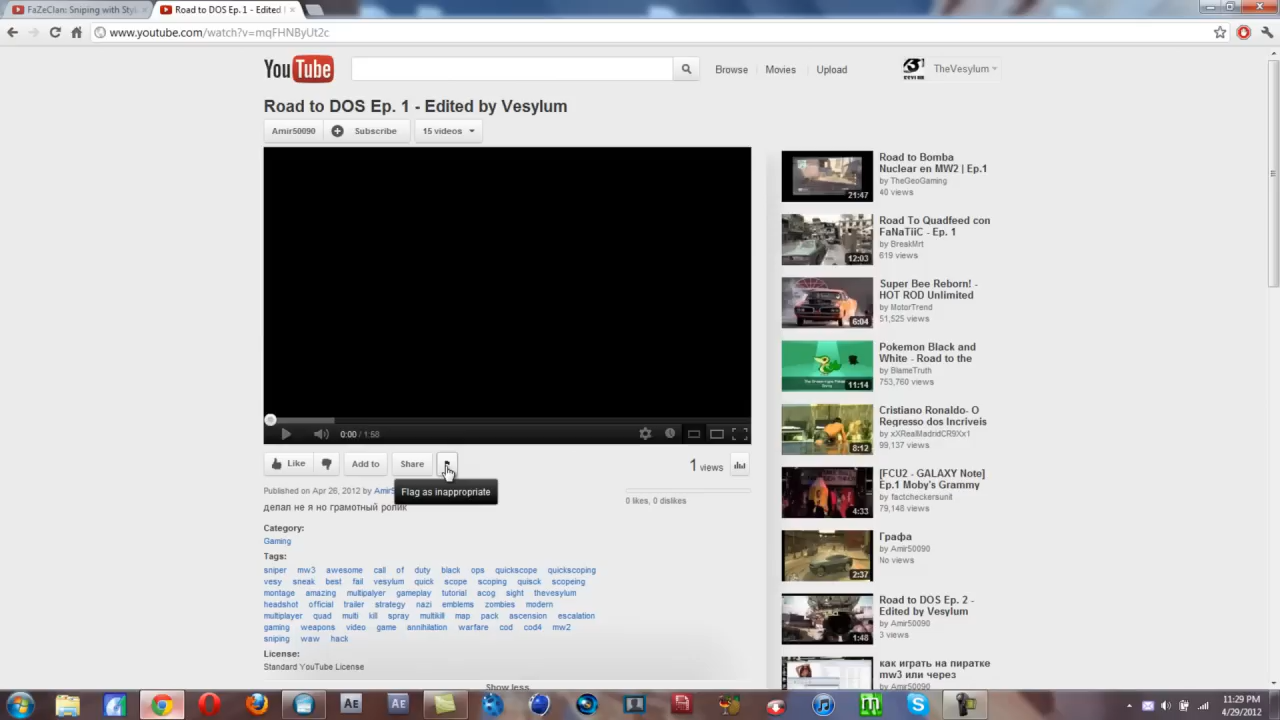 FaZeClan: Sniping with Styl
Road to DOS Ep. 1 - Edited
www.youtube.com/watch?v=mqFHNByUt2c
YouTube
Browse
Movies
Upload
TheVesylum
Road to DOS Ep. 1 - Edited by Vesylum
Amir50090
Subscribe
15 videos
0:00 / 1:58
Like
Add to
Share
1 views
Flag as inappropriate
Published on Apr 26, 2012 by
0 likes, 0 dislikes
делал не я но грамотный ролик
Category:
Gaming
Tags:
sniper mw3 awesome call of duty black ops quickscope quickscoping
vesy sneak best fail vesylum quick scope scoping quisck scopeing
montage amazing multipalyer gameplay tutorial acog sight thevesylum
headshot official trailer strategy nazi emblems zombies modern
multiplayer quad multi kill spray multikill map pack ascension escalation
gaming weapons video game annihilation warfare cod cod4 mw2
sniping waw hack
License:
Standard YouTube License
Show less
Road to Bomba
Nuclear en MW2 | Ep.1
by TheGeoGaming
40 views
21:47
Road To Quadfeed con
FaNaTiiC - Ep. 1
by BreakMrt
619 views
12:03
Super Bee Reborn! -
HOT ROD Unlimited
by MotorTrend
51,525 views
6:04
Pokemon Black and
White - Road to the
by BlameTruth
753,760 views
11:14
Cristiano Ronaldo- O
Regresso dos Incriveis
by xXRealMadridCR9Xx1
99,137 views
8:12
[FCU2 - GALAXY Note]
Ep.1 Moby's Grammy
by factcheckersunit
79,148 views
4:33
Графа
by Amir50090
No views
2:37
Road to DOS Ep. 2 -
Edited by Vesylum
by Amir50090
3 views
1:48
как играть на пиратке
mw3 или через
by Amir50090
AE
AE
11:29 PM
4/29/2012